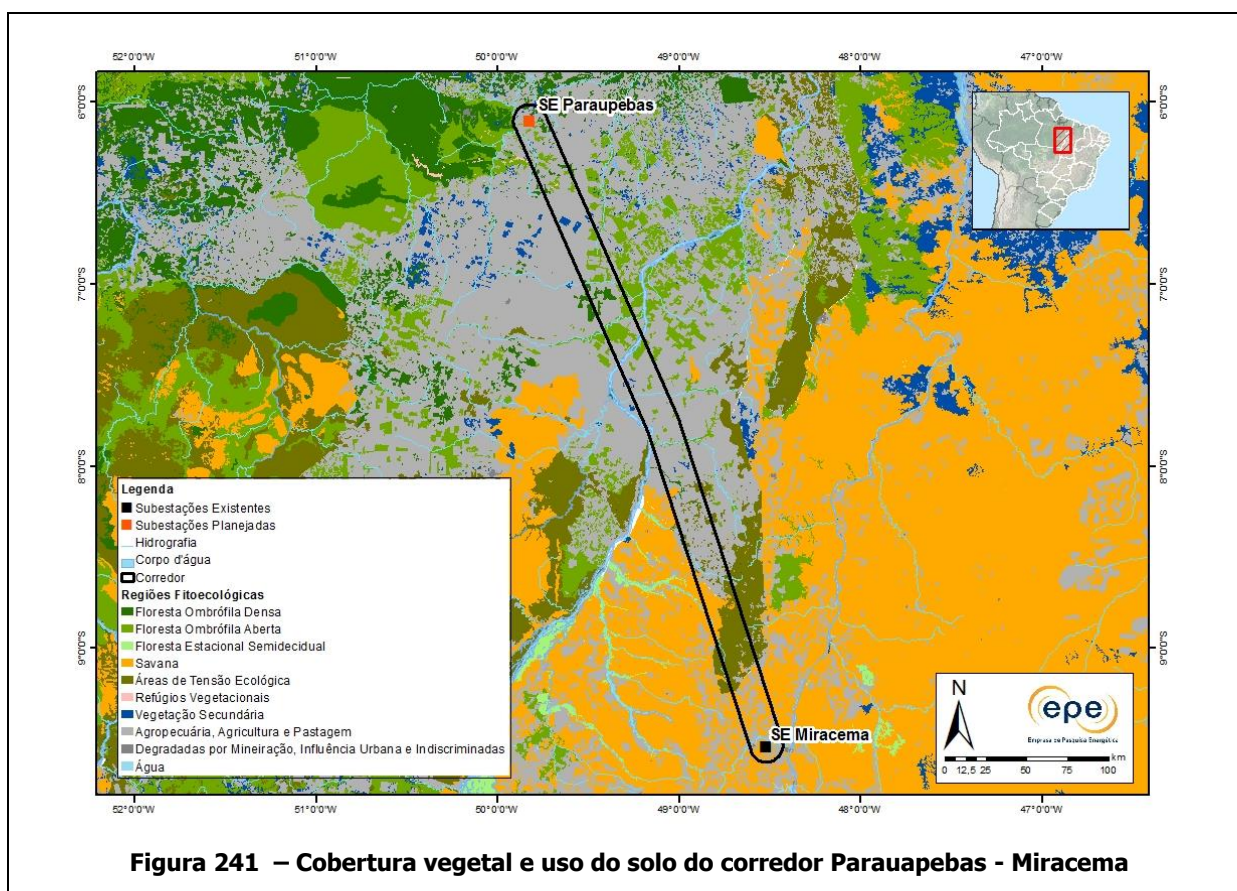 52°0'0"W 51°0'0"W 50°0'0"W 49°0'0"W 48°0'0"W 47°0'0"W
6°0'0"S 6°0'0"S
SE Paraupebas
7°0'0"S 7°0'0"S
8°0'0"S 8°0'0"S
Legenda
Subestações Existentes
Subestações Planejadas
Hidrografia
Corpo d'água
Corredor
Regiões Fitoecológicas
Floresta Ombrófila Densa
Floresta Ombrófila Aberta
Floresta Estacional Semidecidual
Savana
Áreas de Tensão Ecológica
Refúgios Vegetacionais
Vegetação Secundária
Agropecuária, Agricultura e Pastagem
Degradadas por Mineiração, Influência Urbana e Indiscriminadas
Água
9°0'0"S 9°0'0"S
SE Miracema
N
epe
Empresa de Pesquisa Energética
km
0 12,5 25 50 75 100
52°0'0"W 51°0'0"W 50°0'0"W 49°0'0"W 48°0'0"W 47°0'0"W
Figura 241 – Cobertura vegetal e uso do solo do corredor Parauapebas - Miracema